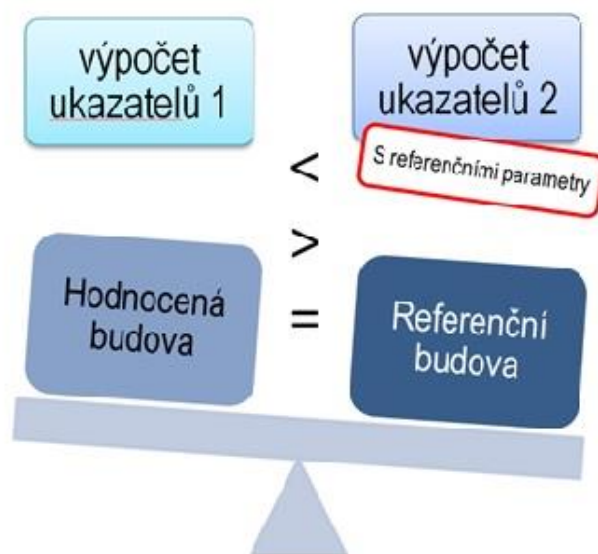 výpočet
ukazatelů 1
výpočet
ukazatelů 2
S referenčními parametry
<
>
=
Hodnocená
budova
Referenční
budova